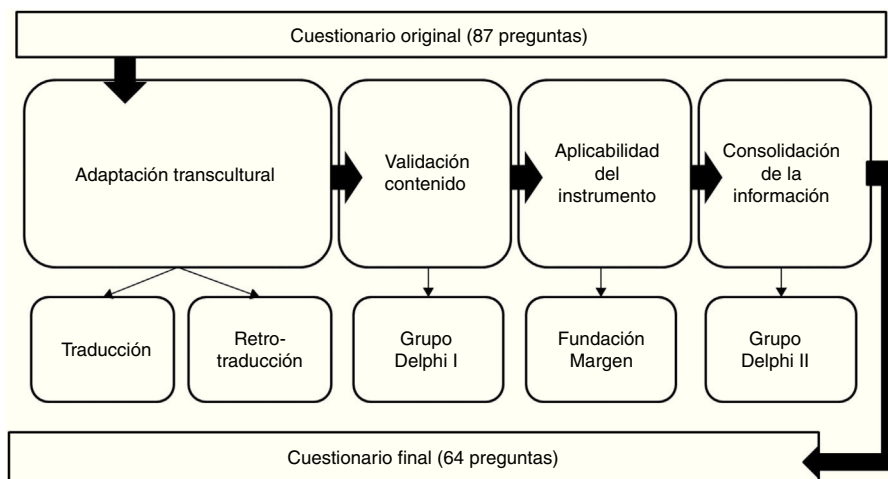 Cuestionario original (87 preguntas)
Adaptación transcultural
Validación
contenido
Aplicabilidad
del
instrumento
Consolidación
de la
información
Traducción
Retro-
traducción
Grupo
Delphi I
Fundación
Margen
Grupo
Delphi II
Cuestionario final (64 preguntas)